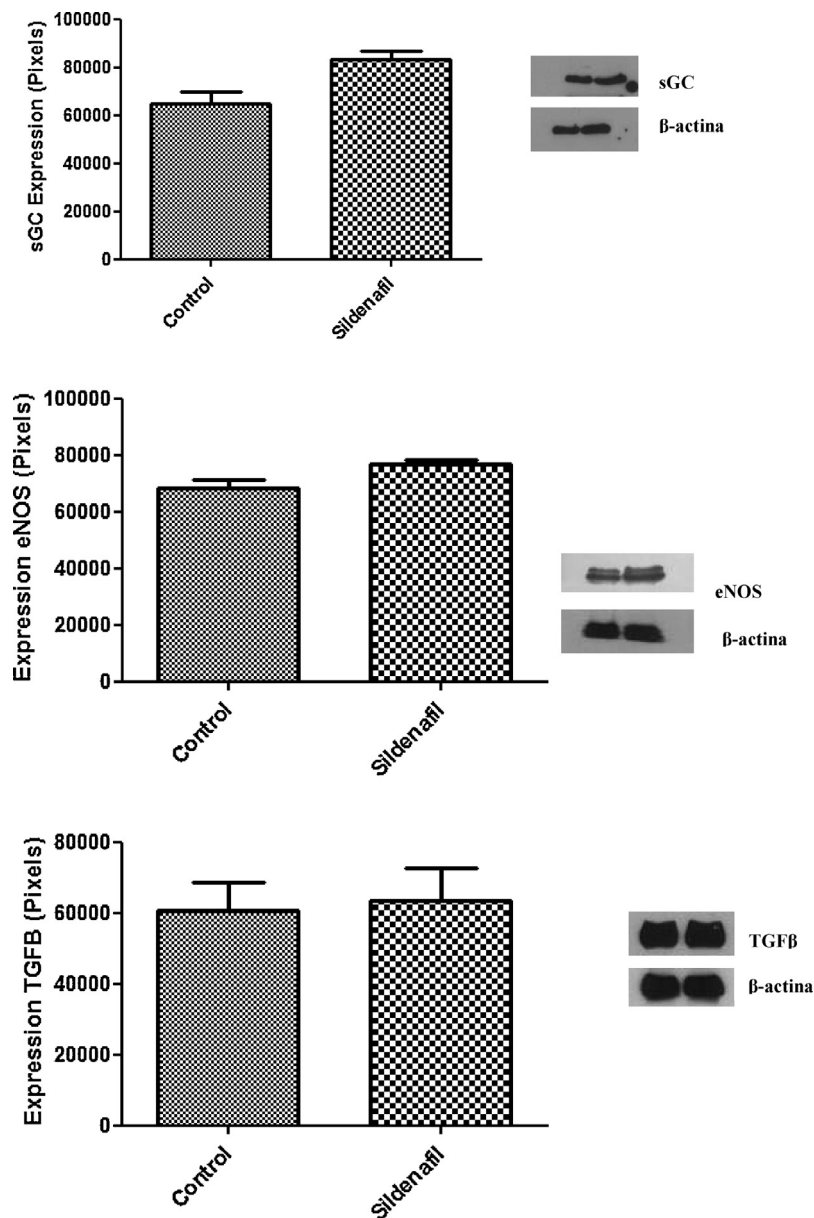 sGC Expression (Pixels)
100000
80000
60000
40000
20000
0
Control
Sildenafil
sGC
β-actina
Expression eNOS (Pixels)
100000
80000
60000
40000
20000
0
Control
Sildenafil
eNOS
β-actina
Expression TGFB (Pixels)
80000
60000
40000
20000
0
Control
Sildenafil
TGFβ
β-actina